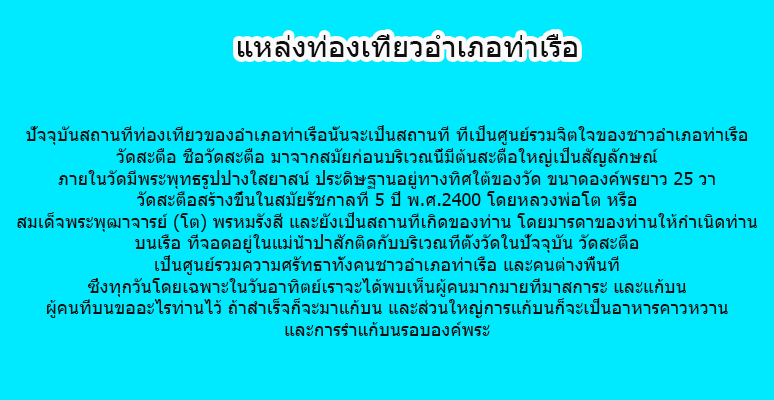 แหล่งท่องเที่ยวอำเภอท่าเรือ
ปัจจุบันสถานที่ท่องเที่ยวของอำเภอท่าเรือนั้นจะเป็นสถานที่ ที่เป็นศูนย์รวมจิตใจของชาวอำเภอท่าเรือ
วัดสะตือ ชื่อวัดสะตือ มาจากสมัยก่อนบริเวณนี้มีต้นสะตือใหญ่เป็นสัญลักษณ์
ภายในวัดมีพระพุทธรูปปางไสยาสน์ ประดิษฐานอยู่ทางทิศใต้ของวัด ขนาดองค์พรยาว 25 วา
วัดสะตือสร้างขึ้นในสมัยรัชกาลที่ 5 ปี พ.ศ.2400 โดยหลวงพ่อโต หรือ
สมเด็จพระพุฒาจารย์ (โต) พรหมรังสี และยังเป็นสถานที่เกิดของท่าน โดยมารดาของท่านให้กำเนิดท่าน
บนเรือ ที่จอดอยู่ในแม่น้ำป่าสักติดกับบริเวณที่ตั้งวัดในปัจจุบัน วัดสะตือ
เป็นศูนย์รวมความศรัทธาทั้งคนชาวอำเภอท่าเรือ และคนต่างพื้นที่
ซึ่งทุกวันโดยเฉพาะในวันอาทิตย์เราจะได้พบเห็นผู้คนมากมายที่มาสการะ และแก้บน
ผู้คนที่บนขออะไรท่านไว้ ถ้าสำเร็จก็จะมาแก้บน และส่วนใหญ่การแก้บนก็จะเป็นอาหารคาวหวาน
และการรำแก้บนรอบองค์พระ